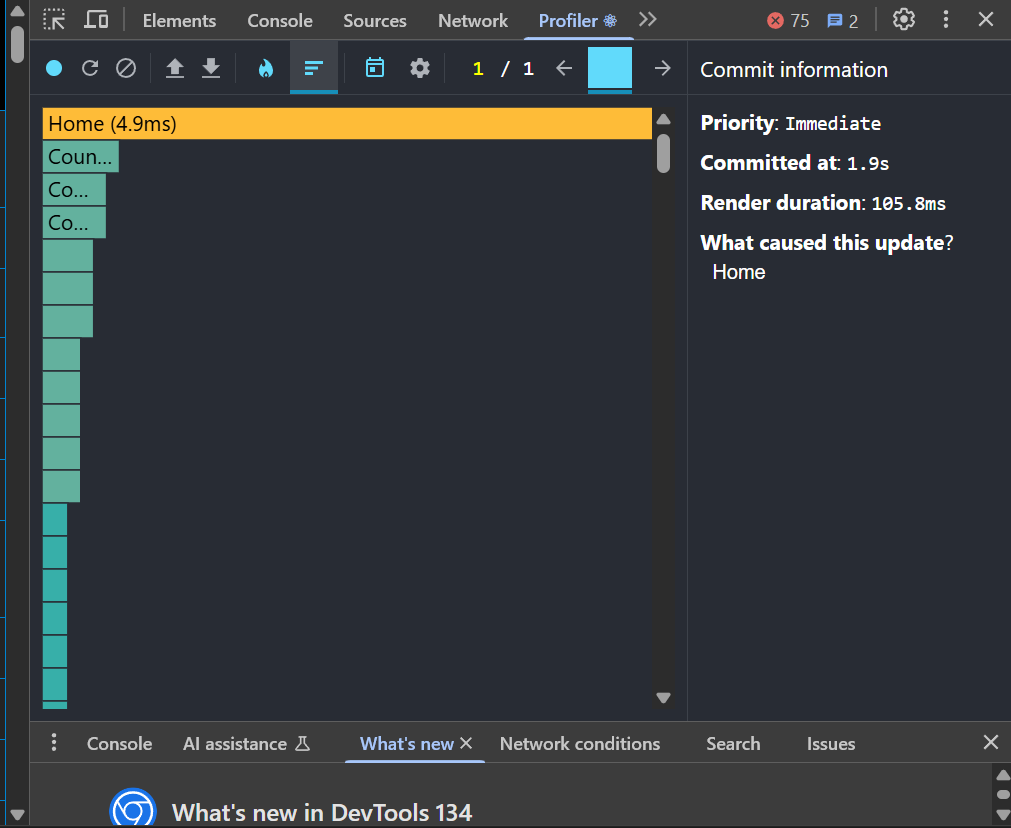 Elements Console Sources Network Profiler ⚛ 75 2
1 / 1
Commit information
Home (4.9ms)
Coun...
Co...
Co...
Priority: Immediate
Committed at: 1.9s
Render duration: 105.8ms
What caused this update?
Home
Console AI assistance What's new Network conditions Search Issues
What's new in DevTools 134